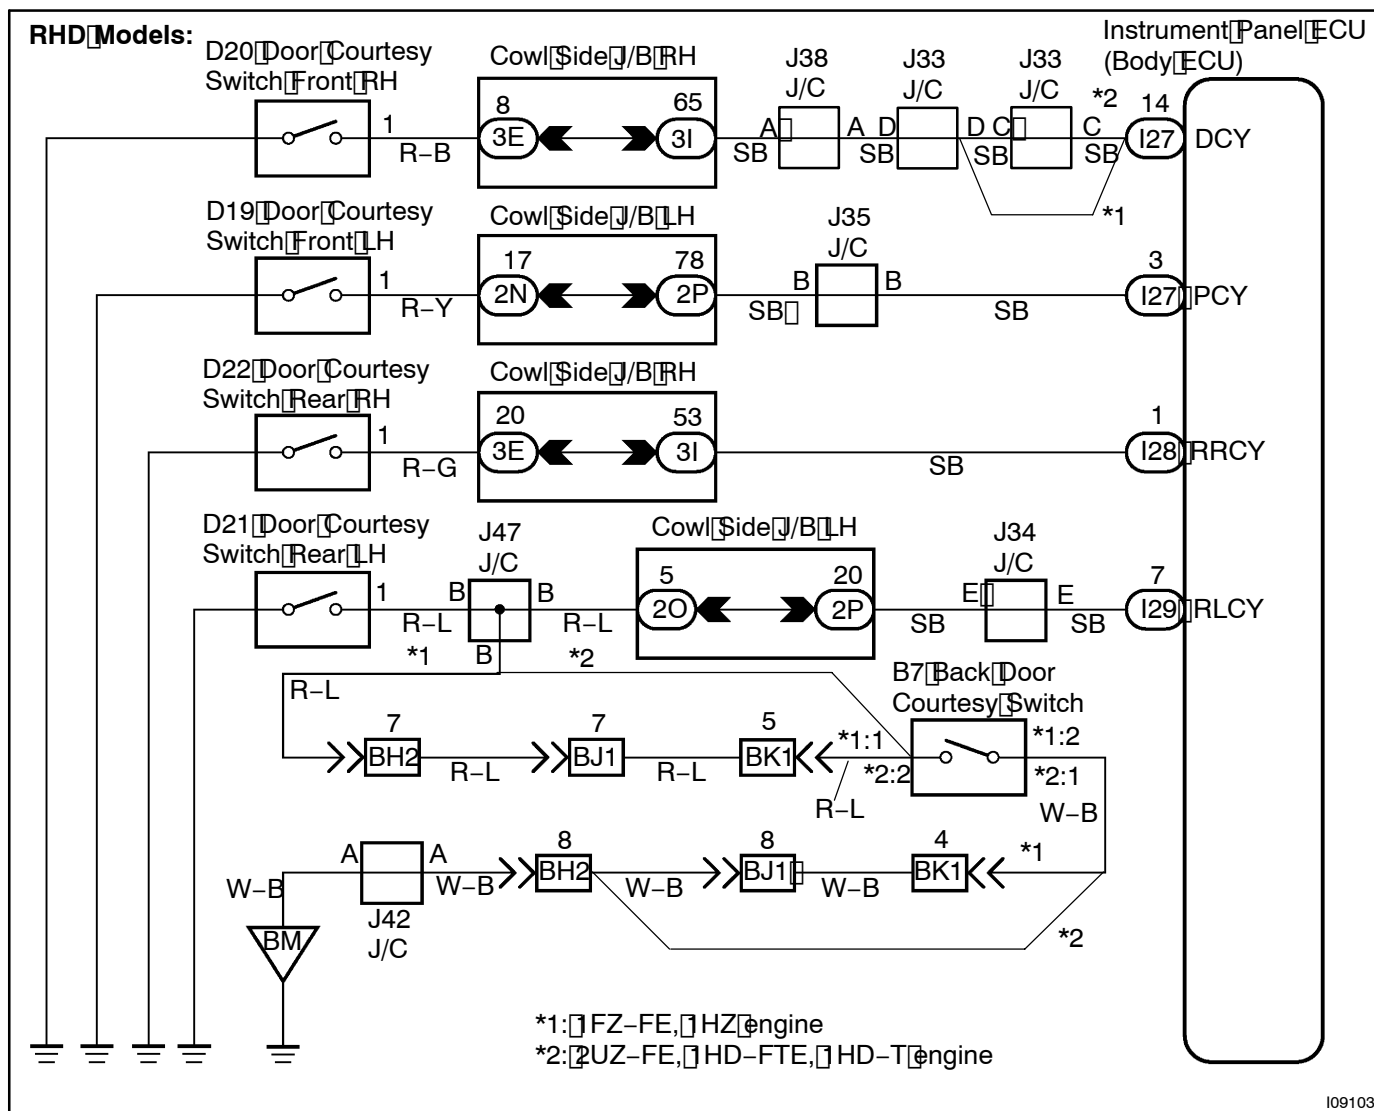 RHD Models:
D20 Door Courtesy
Switch Front RH
Cowl Side J/B RH
J38
J/C
J33
J/C
J33
J/C
Instrument Panel ECU
(Body ECU)
*2
1
R-B
8
3E
65
3I
SB
A
A
D
SB
D
C
SB
C
SB
14
I27
DCY
*1
D19 Door Courtesy
Switch Front LH
Cowl Side J/B LH
J35
J/C
1
R-Y
17
2N
78
2P
SB
B
B
SB
3
I27
PCY
D22 Door Courtesy
Switch Rear RH
Cowl Side J/B RH
1
R-G
20
3E
53
3I
SB
1
I28
RRCY
D21 Door Courtesy
Switch Rear LH
J47
J/C
Cowl Side J/B LH
J34
J/C
1
R-L
B
B
R-L
5
2O
20
2P
SB
E
E
SB
7
I29
RLCY
*1
B
*2
R-L
B7 Back Door
Courtesy Switch
7
BH2
R-L
7
BJ1
R-L
5
BK1
*1:1
*2:2
R-L
*1:2
*2:1
W-B
A
A
W-B
J42
J/C
W-B
8
BH2
W-B
8
BJ1
W-B
4
BK1
*1
*2
BM
*1: 1FZ-FE, 1HZ engine
*2: 2UZ-FE, 1HD-FTE, 1HD-T engine
I09103